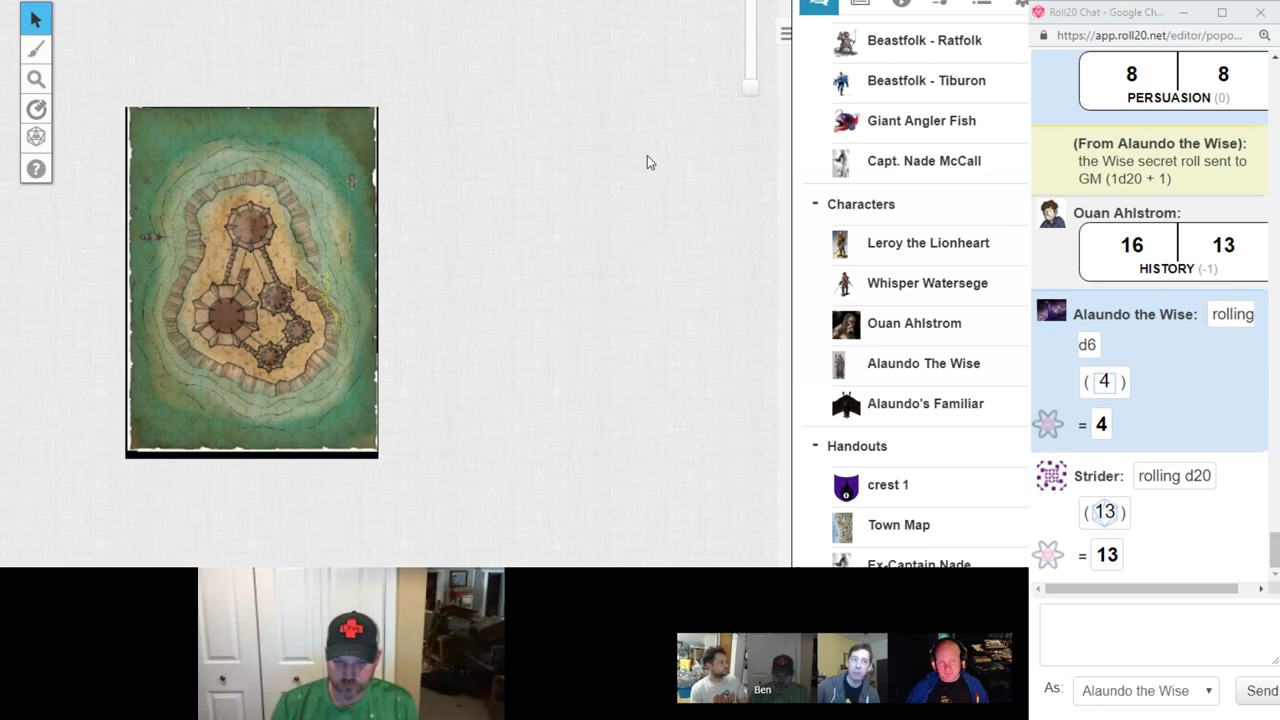 Beastfolk - Ratfolk
Beastfolk - Tiburon
Giant Angler Fish
Capt. Nade McCall
- Characters
Leroy the Lionheart
Whisper Watersege
Ouan Ahlstrom
Alaundo The Wise
Alaundo's Familiar
- Handouts
crest 1
Town Map
Ex-Captain Nade
Roll20 Chat - Google Ch...
https://app.roll20.net/editor/popo...
8 8
PERSUASION (0)
(From Alaundo the Wise):
the Wise secret roll sent to
GM (1d20 + 1)
Ouan Ahlstrom:
16 13
HISTORY (-1)
Alaundo the Wise: rolling
d6
( 4 )
= 4
Strider: rolling d20
( 13 )
= 13
As: Alaundo the Wise
Send
LIVE
Ben